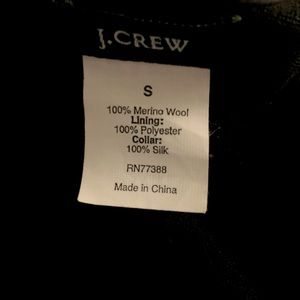 J.CREW
S
100% Merino Wool
Lining:
100% Polyester
Collar:
100% Silk
RN77388
Made in China